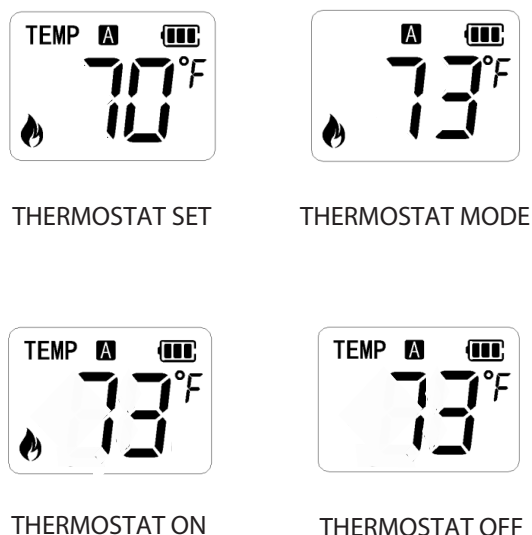 TEMP A
70°F
THERMOSTAT SET
A
73°F
THERMOSTAT MODE
TEMP A
73°F
THERMOSTAT ON
TEMP A
73°F
THERMOSTAT OFF